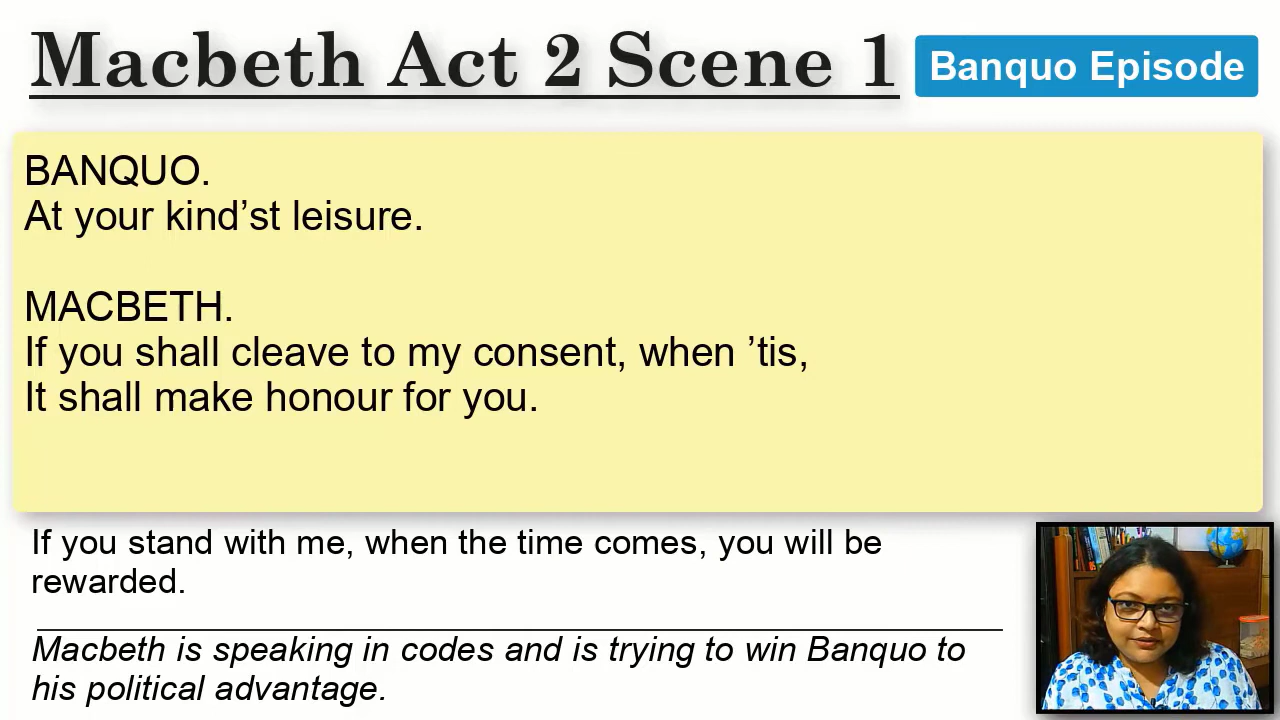 Macbeth Act 2 Scene 1
Banquo Episode
BANQUO.
At your kind’st leisure.
MACBETH.
If you shall cleave to my consent, when ’tis,
It shall make honour for you.
If you stand with me, when the time comes, you will be
rewarded.
Macbeth is speaking in codes and is trying to win Banquo to
his political advantage.